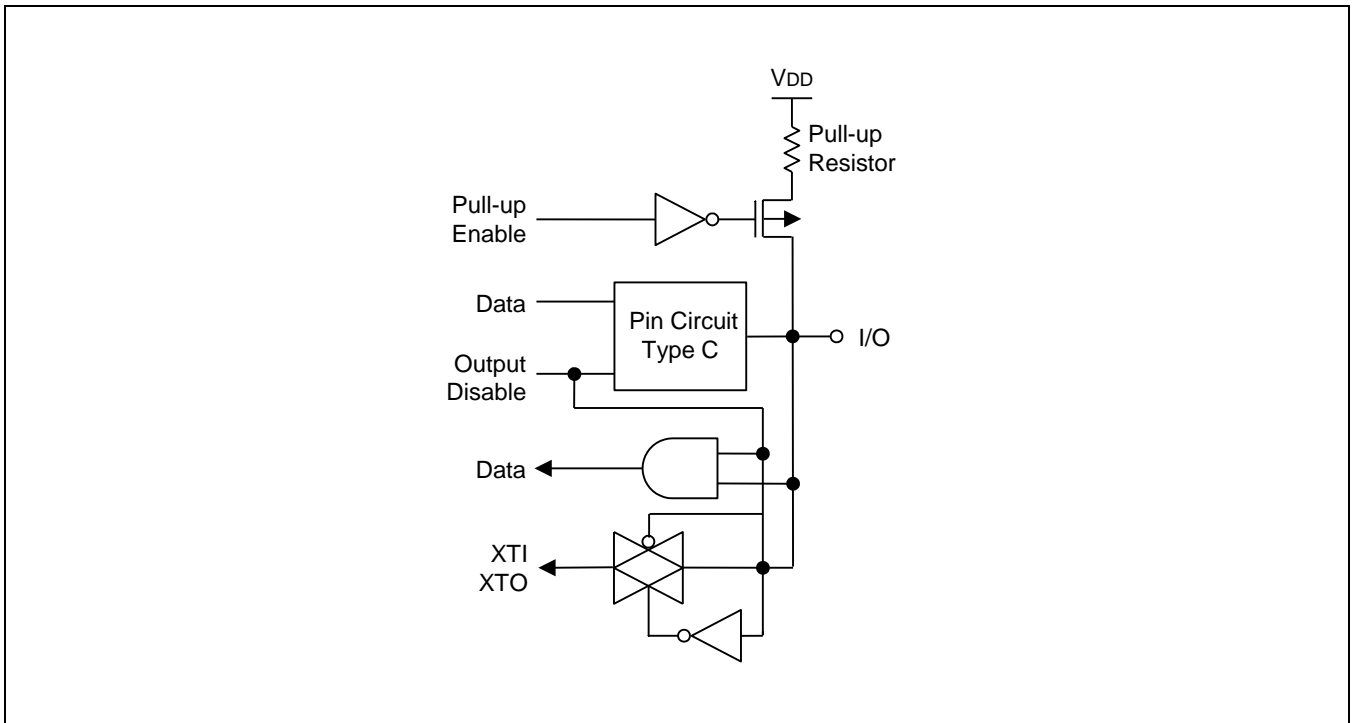 VDD
Pull-up
Resistor
Pull-up
Enable
Data
Pin Circuit
Type C
I/O
Output
Disable
Data
XTI
XTO